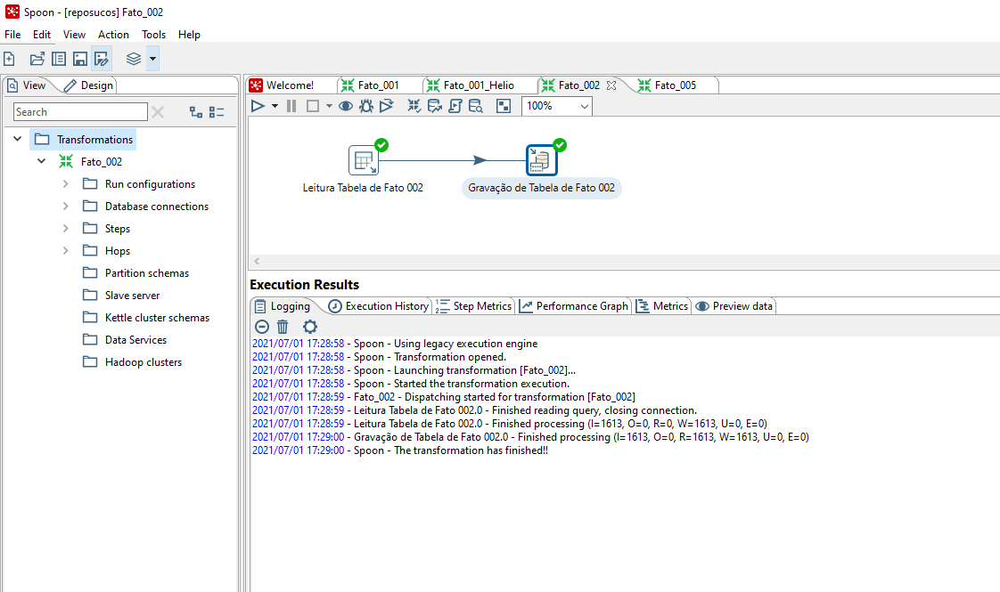 Spoon - [reposucos] Fato_002
File Edit View Action Tools Help
View Design
Welcome! Fato_001 Fato_001_Helio Fato_002 Fato_005
Search
100%
Transformations
Fato_002
Run configurations
Database connections
Steps
Hops
Partition schemas
Slave server
Kettle cluster schemas
Data Services
Hadoop clusters
Leitura Tabela de Fato 002 Gravação de Tabela de Fato 002
Execution Results
Logging Execution History Step Metrics Performance Graph Metrics Preview data
2021/07/01 17:28:58 - Spoon - Using legacy execution engine
2021/07/01 17:28:58 - Spoon - Transformation opened.
2021/07/01 17:28:58 - Spoon - Launching transformation [Fato_002]...
2021/07/01 17:28:58 - Spoon - Started the transformation execution.
2021/07/01 17:28:59 - Fato_002 - Dispatching started for transformation [Fato_002]
2021/07/01 17:28:59 - Leitura Tabela de Fato 002.0 - Finished reading query, closing connection.
2021/07/01 17:28:59 - Leitura Tabela de Fato 002.0 - Finished processing (I=1613, O=0, R=0, W=1613, U=0, E=0)
2021/07/01 17:29:00 - Gravação de Tabela de Fato 002.0 - Finished processing (I=1613, O=0, R=1613, W=1613, U=0, E=0)
2021/07/01 17:29:00 - Spoon - The transformation has finished!!